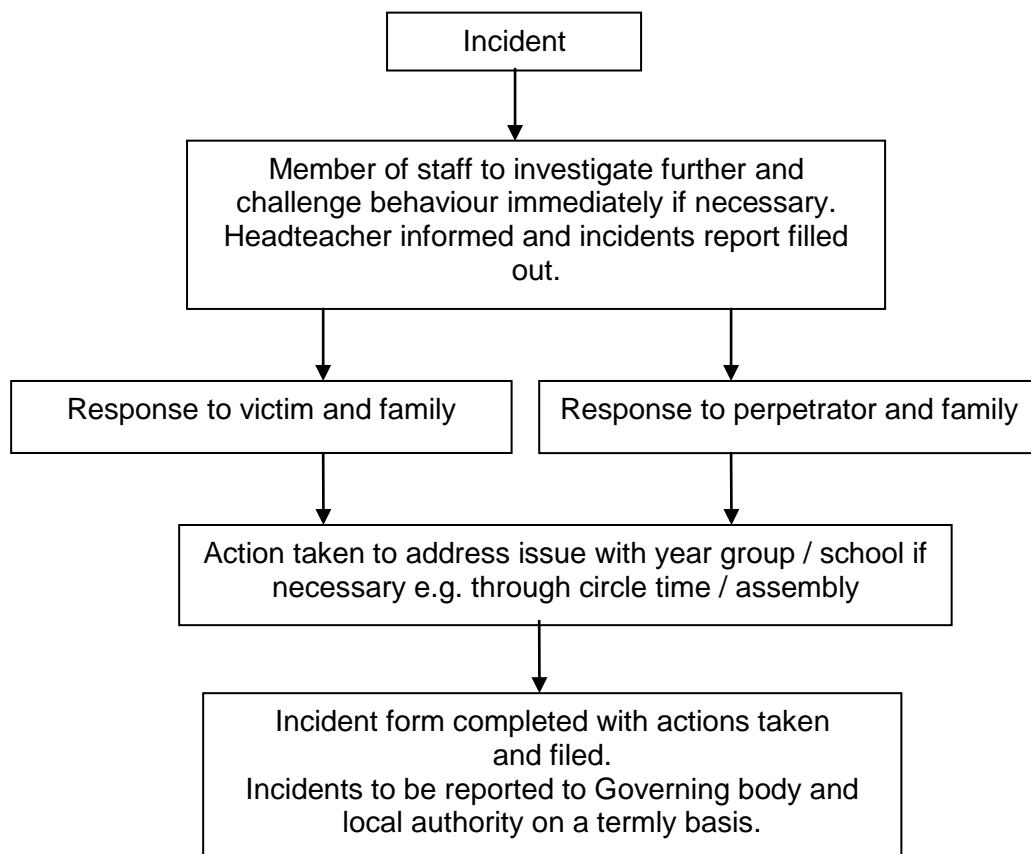 Incident
Member of staff to investigate further and
challenge behaviour immediately if necessary.
Headteacher informed and incidents report filled
out.
Response to victim and family
Response to perpetrator and family
Action taken to address issue with year group / school if
necessary e.g. through circle time / assembly
Incident form completed with actions taken
and filed.
Incidents to be reported to Governing body and
local authority on a termly basis.